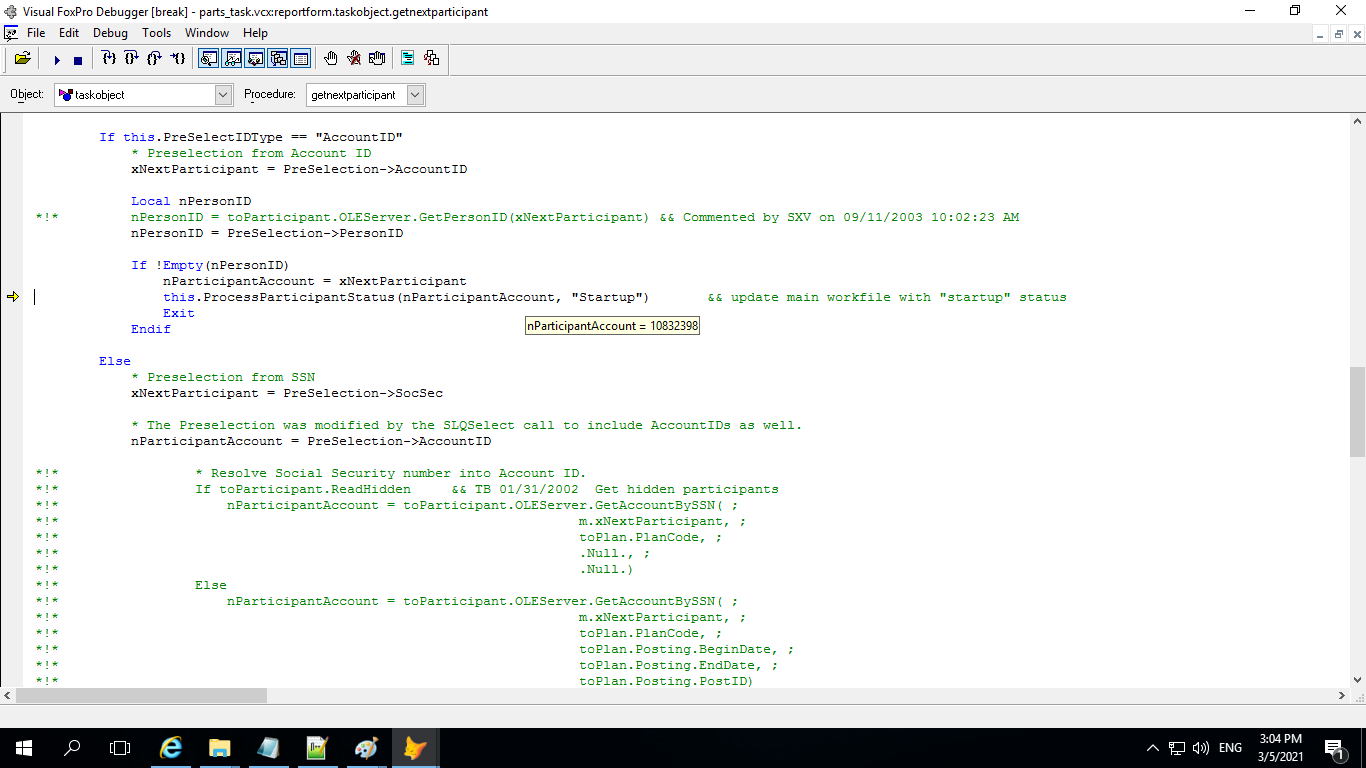 Visual FoxPro Debugger [break] - parts_task.vcx:reportform.taskobject.getnextparticipant
File Edit Debug Tools Window Help
Object: taskobject Procedure: getnextparticipant
If this.PreSelectIDType == "AccountID"
* Preselection from Account ID
xNextParticipant = PreSelection->AccountID
Local nPersonID
*!* nPersonID = toParticipant.OLEServer.GetPersonID(xNextParticipant) && Commented by SXV on 09/11/2003 10:02:23 AM
nPersonID = PreSelection->PersonID
If !Empty(nPersonID)
nParticipantAccount = xNextParticipant
this.ProcessParticipantStatus(nParticipantAccount, "Startup") && update main workfile with "startup" status
Exit
nParticipantAccount = 10832398
Endif
Else
* Preselection from SSN
xNextParticipant = PreSelection->SocSec
* The Preselection was modified by the SLQSelect call to include AccountIDs as well.
nParticipantAccount = PreSelection->AccountID
*!* * Resolve Social Security number into Account ID.
*!* If toParticipant.ReadHidden && TB 01/31/2002 Get hidden participants
*!* nParticipantAccount = toParticipant.OLEServer.GetAccountBySSN( ;
*!* m.xNextParticipant, ;
*!* toPlan.PlanCode, ;
*!* .Null., ;
*!* .Null.)
*!* Else
*!* nParticipantAccount = toParticipant.OLEServer.GetAccountBySSN( ;
*!* m.xNextParticipant, ;
*!* toPlan.PlanCode, ;
*!* toPlan.Posting.BeginDate, ;
*!* toPlan.Posting.EndDate, ;
*!* toPlan.Posting.PostID)
ENG
3:04 PM
3/5/2021
1